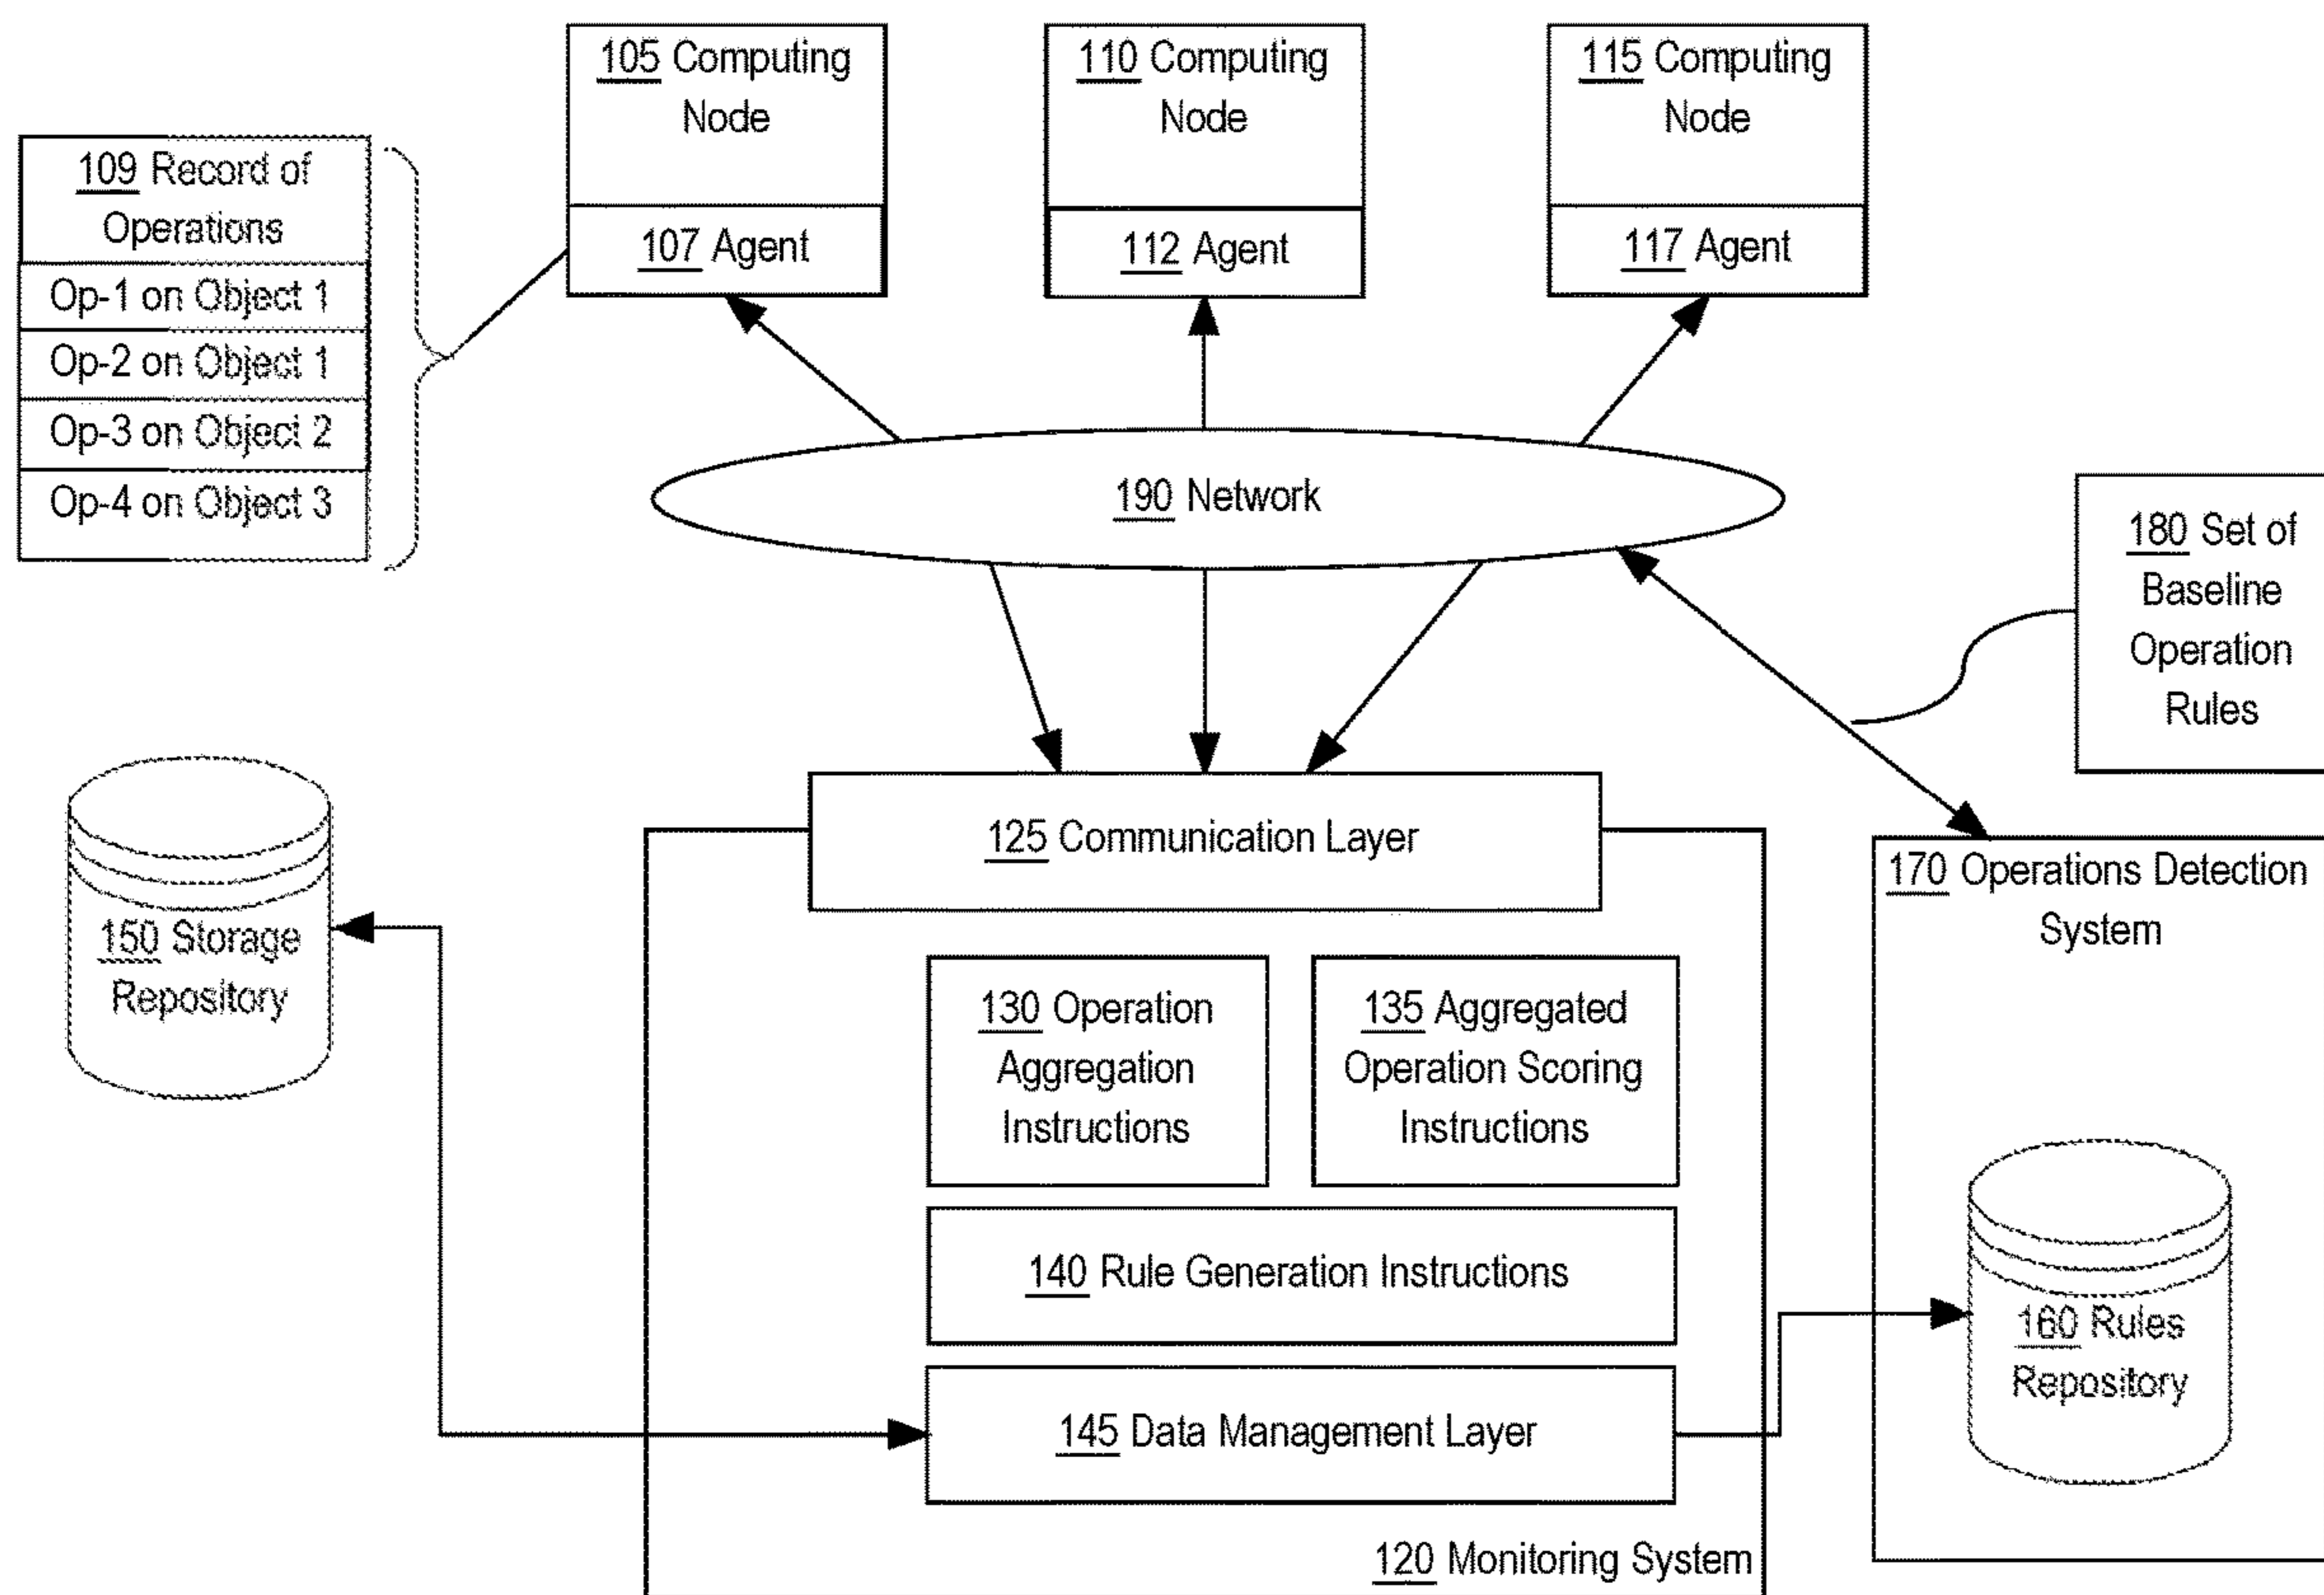 105 Computing
Node
107 Agent
110 Computing
Node
112 Agent
115 Computing
Node
117 Agent
109 Record of
Operations
Op-1 on Object 1
Op-2 on Object 1
Op-3 on Object 2
Op-4 on Object 3
190 Network
180 Set of
Baseline
Operation
Rules
125 Communication Layer
170 Operations Detection
System
150 Storage
Repository
130 Operation
Aggregation
Instructions
135 Aggregated
Operation Scoring
Instructions
140 Rule Generation Instructions
160 Rules
Repository
145 Data Management Layer
120 Monitoring System